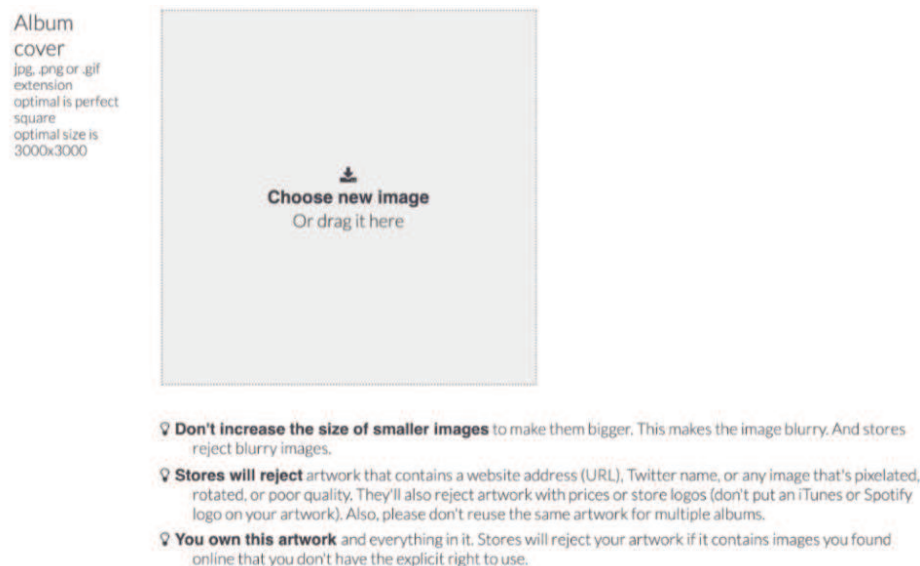 Album
cover
jpg, .png or .gif
extension
optimal is perfect
square
optimal size is
3000x3000
Choose new image
Or drag it here
Don't increase the size of smaller images to make them bigger. This makes the image blurry. And stores
reject blurry images.
Stores will reject artwork that contains a website address (URL), Twitter name, or any image that's pixelated,
rotated, or poor quality. They'll also reject artwork with prices or store logos (don't put an iTunes or Spotify
logo on your artwork). Also, please don't reuse the same artwork for multiple albums.
You own this artwork and everything in it. Stores will reject your artwork if it contains images you found
online that you don't have the explicit right to use.